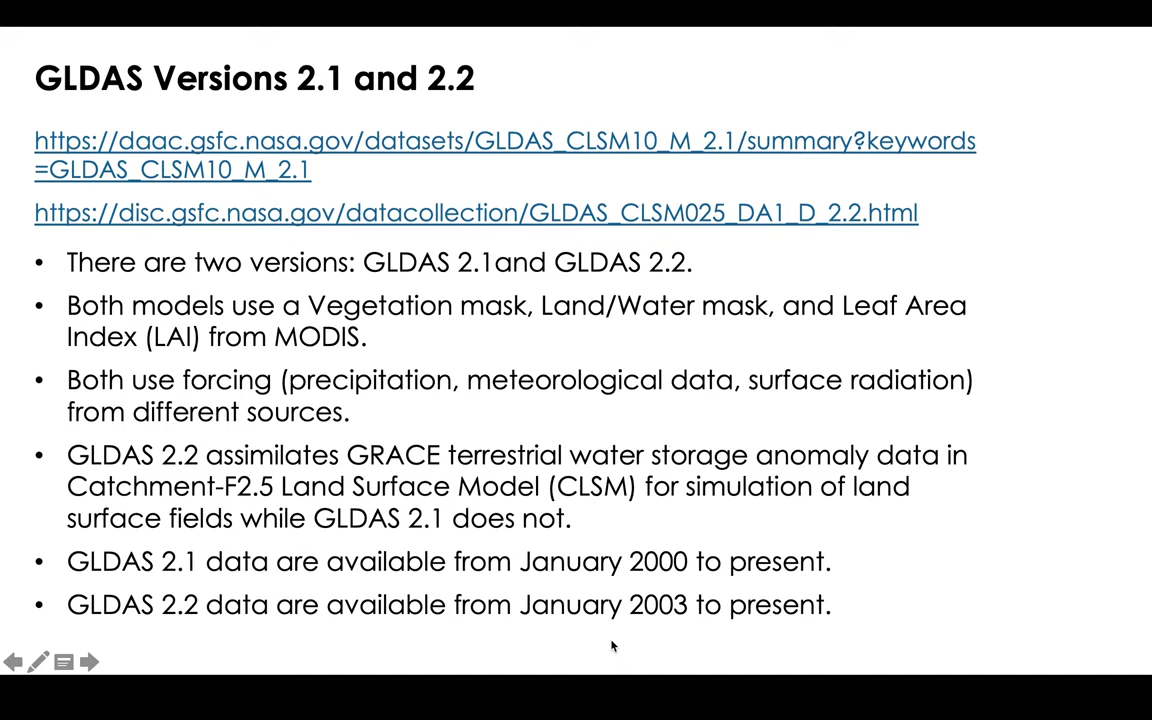 GLDAS Versions 2.1 and 2.2
https://daac.gsfc.nasa.gov/datasets/GLDAS_CLSM10_M_2.1/summary?keywords
=GLDAS_CLSM10_M_2.1
https://disc.gsfc.nasa.gov/datacollection/GLDAS_CLSM025_DA1_D_2.2.html
• There are two versions: GLDAS 2.1and GLDAS 2.2.
• Both models use a Vegetation mask, Land/Water mask, and Leaf Area
Index (LAI) from MODIS.
• Both use forcing (precipitation, meteorological data, surface radiation)
from different sources.
• GLDAS 2.2 assimilates GRACE terrestrial water storage anomaly data in
Catchment-F2.5 Land Surface Model (CLSM) for simulation of land
surface fields while GLDAS 2.1 does not.
• GLDAS 2.1 data are available from January 2000 to present.
• GLDAS 2.2 data are available from January 2003 to present.